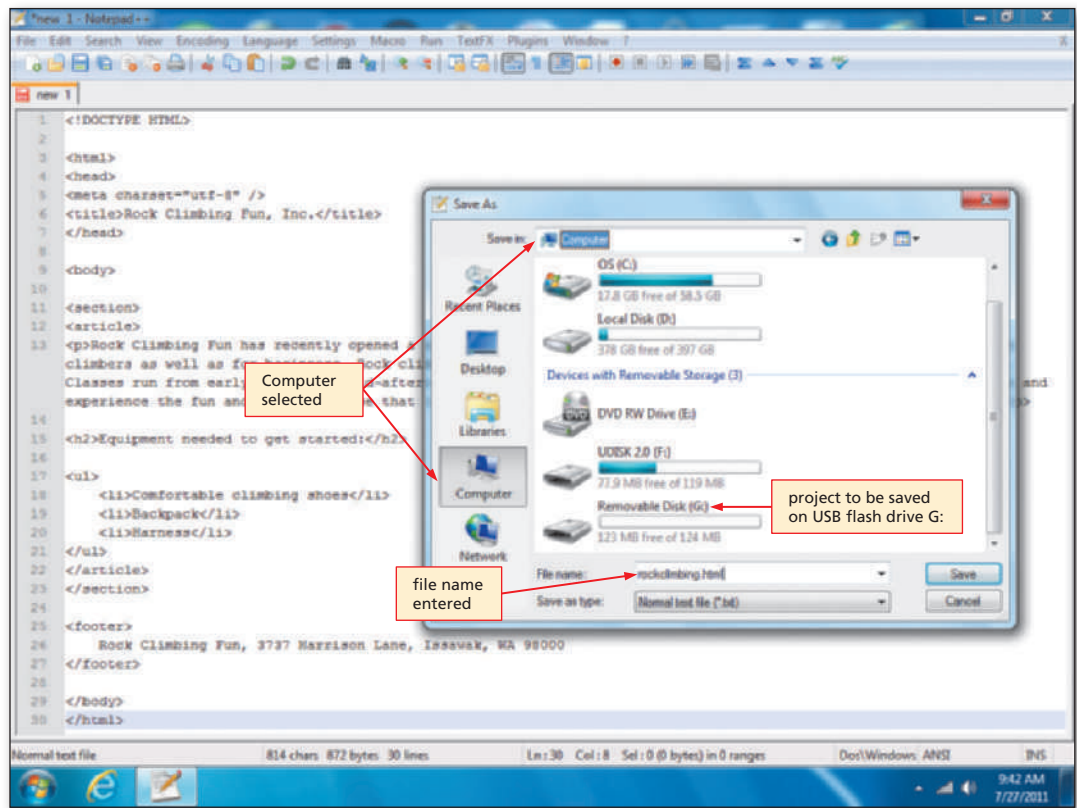 *new 1 - Notepad++
File Edit Search View Encoding Language Settings Macro Run TextFX Plugins Window ?
X
new 1
1 <!DOCTYPE HTML>
2
3 <html>
4 <head>
5 <meta charset="utf-8" />
6 <title>Rock Climbing Fun, Inc.</title>
7 </head>
8
9 <body>
10
11 <section>
12 <article>
13 <p>Rock Climbing Fun has recently opened a
climbers as well as for beginners. Rock cli
Classes run from early after and
experience the fun and that
14
15 <h2>Equipment needed to get started:</h2>
16
17 <ul>
18 <li>Comfortable climbing shoes</li>
19 <li>Backpack</li>
20 <li>Harness</li>
21 </ul>
22 </article>
23 </section>
24
25 <footer>
26 Rock Climbing Fun, 3737 Harrison Lane, Issavak, WA 98000
27 </footer>
28
29 </body>
30 </html>
Save As
Save in: Computer
Recent Places
Desktop
Libraries
Computer
Network
OS (C:)
17.8 GB free of 58.5 GB
Local Disk (D:)
378 GB free of 397 GB
Devices with Removable Storage (3)
DVD RW Drive (E:)
DVD
UDISK 2.0 (F:)
77.9 MB free of 119 MB
Removable Disk (G:)
123 MB free of 124 MB
File name: rockclimbing.html
Save
Save as type: Normal text file (*.txt)
Cancel
Computer
selected
project to be saved
on USB flash drive G:
file name
entered
Normal text file 814 chars 872 bytes 30 lines Ln : 30 Col : 8 Sel : 0 (0 bytes) in 0 ranges Dos\Windows ANSI INS
9:42 AM
7/27/2011